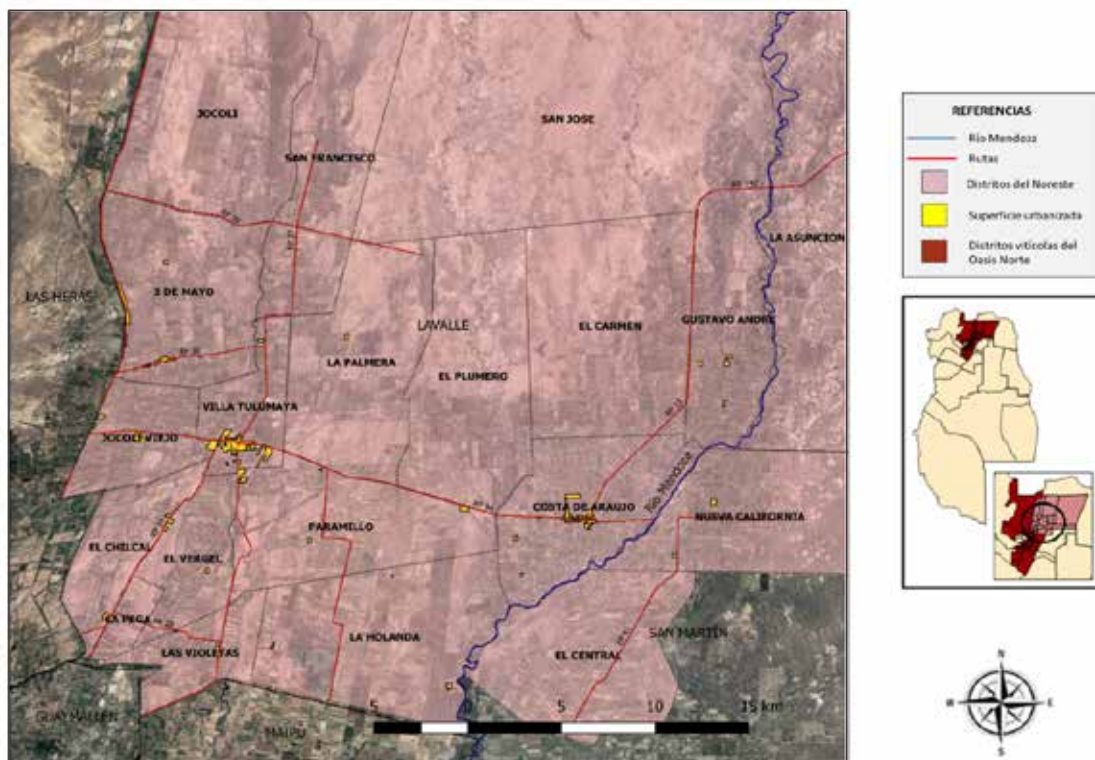 JOCOLI
SAN JOSE
SAN FRANCISCO
LA ASUNCION
3 DE MAYO
LAS HERAS
LAVALLE
EL CARMEN
GUSTAVO ANDRE
LA PALMERA
EL PLUMERO
VILLA TULUMAYA
JOCOLI VIEJO
Río Mendoza
COSTA DE ARAUJO
NUEVA CALIFORNIA
PARAMILLO
EL CHILCAL
EL VERGEL
LA PEGA
LA HOLANDA
SAN MARTIN
LAS VIOLETAS
EL CENTRAL
GUAYMALLEN
MAIPU
5 0 5 10 15 km
REFERENCIAS
Río Mendoza
Rutas
Distritos del Noreste
Superficie urbanizada
Distritos vitícolas del
Oasis Norte
N
W E
S